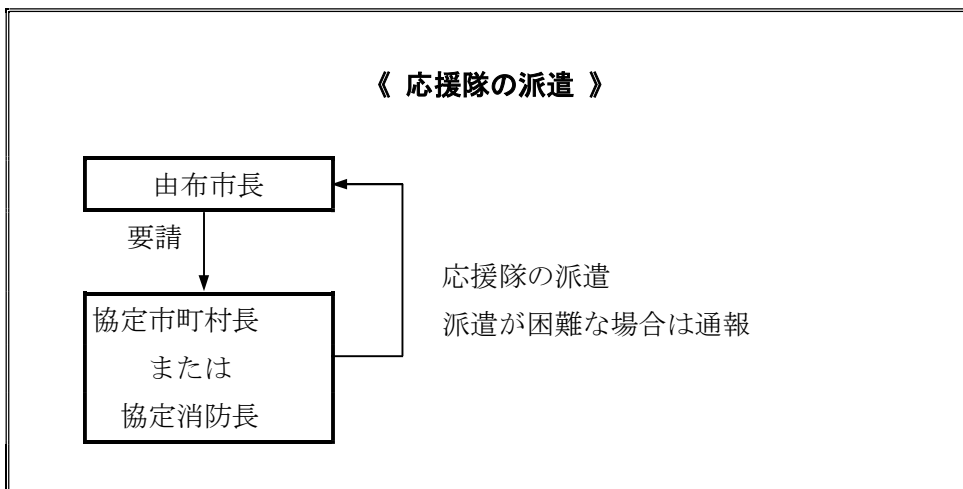 《 応援隊の派遣 》
由布市長
要請
協定市町村長
または
協定消防長
応援隊の派遣
派遣が困難な場合は通報